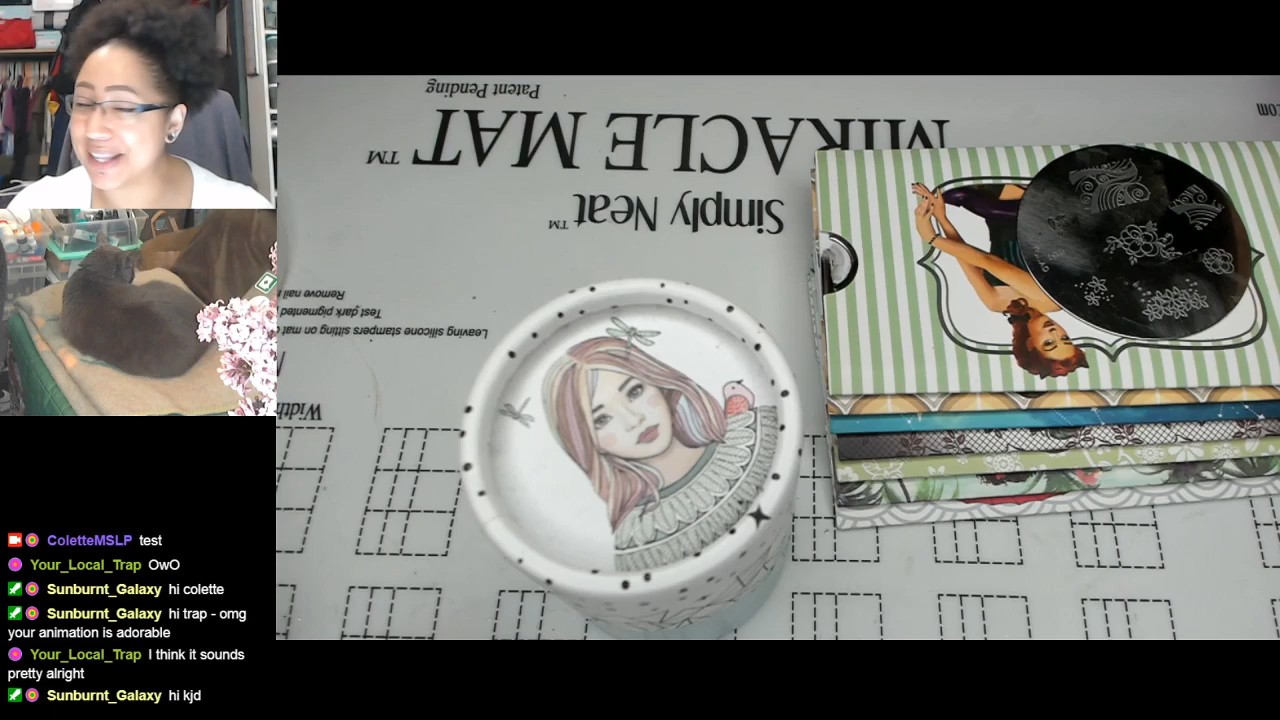 Patent Pending
MIRACLE MAT™
Simply Neat™
.com
Remove nail
Test dark pigmented
Leaving silicone stampers sitting on mat
Width
ColetteMSLP test
Your_Local_Trap OwO
Sunburnt_Galaxy hi colette
Sunburnt_Galaxy hi trap - omg
your animation is adorable
Your_Local_Trap I think it sounds
pretty alright
Sunburnt_Galaxy hi kjd